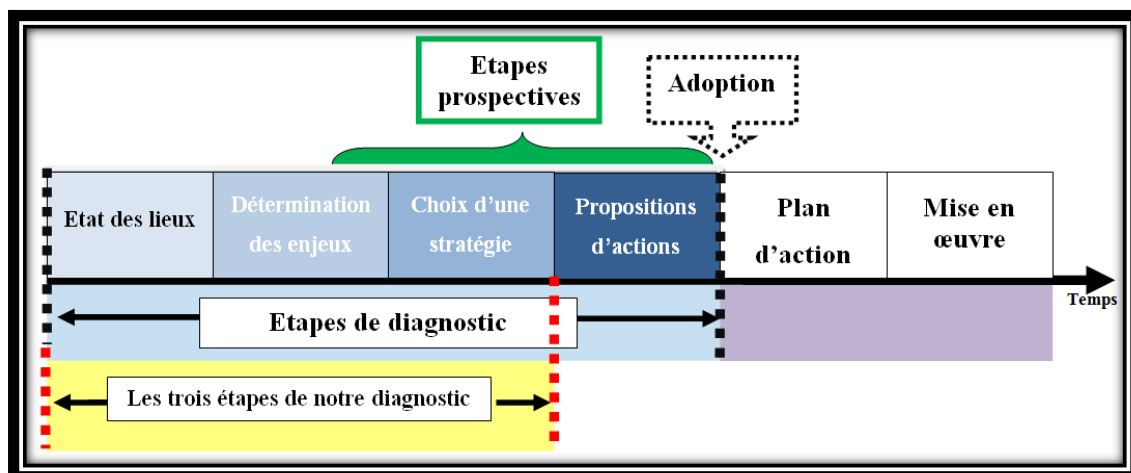 Etapes
prospectives
Adoption
Etat des lieux
Détermination
des enjeux
Choix d'une
stratégie
Propositions
d'actions
Plan
d'action
Mise en
œuvre
Temps
Etapes de diagnostic
Les trois étapes de notre diagnostic